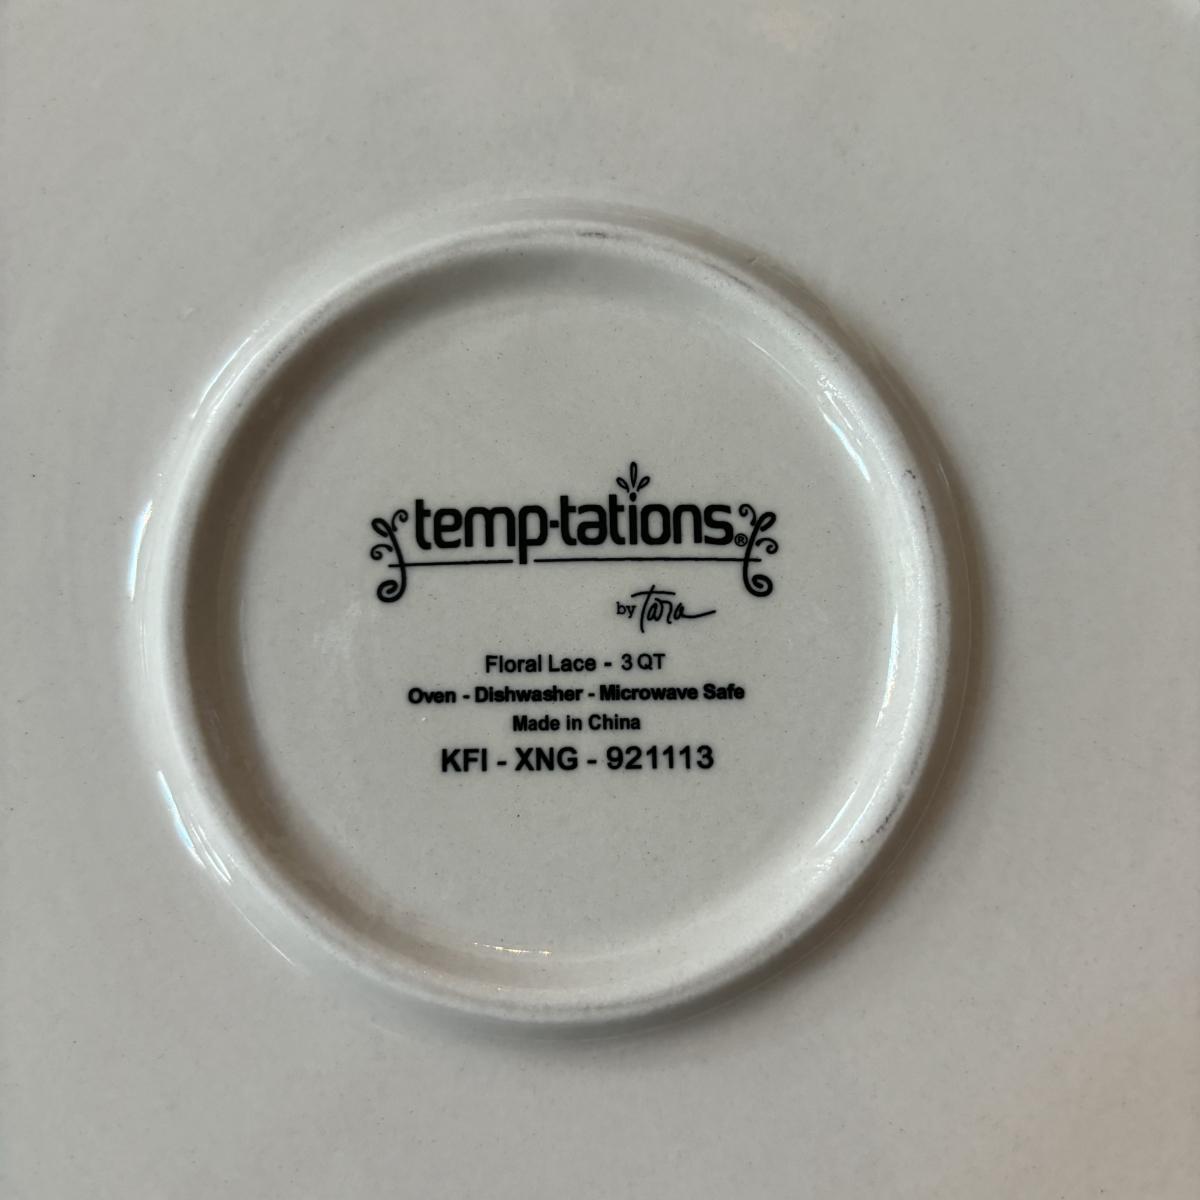 temp-tations®
by Tara
Floral Lace - 3 QT
Oven - Dishwasher - Microwave Safe
Made in China
KFI - XNG - 921113